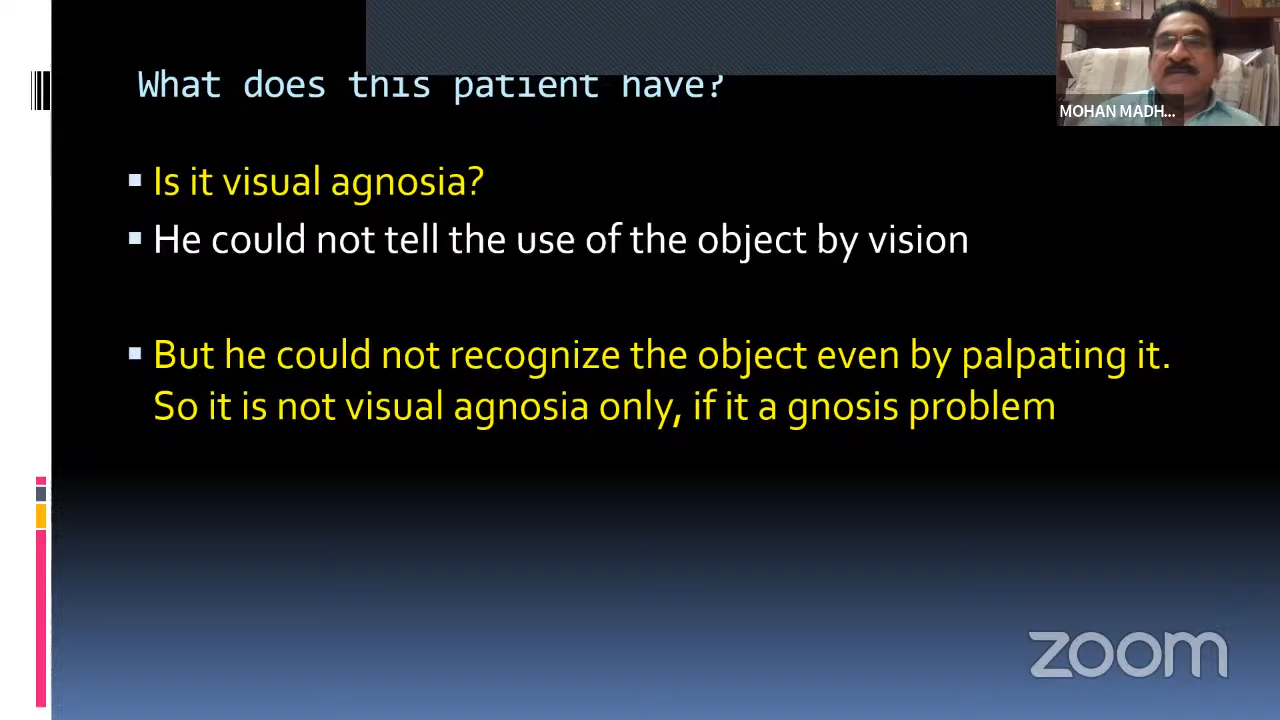 What does this patient have?
MOHAN MADH...
Is it visual agnosia?
He could not tell the use of the object by vision
But he could not recognize the object even by palpating it.
So it is not visual agnosia only, if it a gnosis problem
zoom